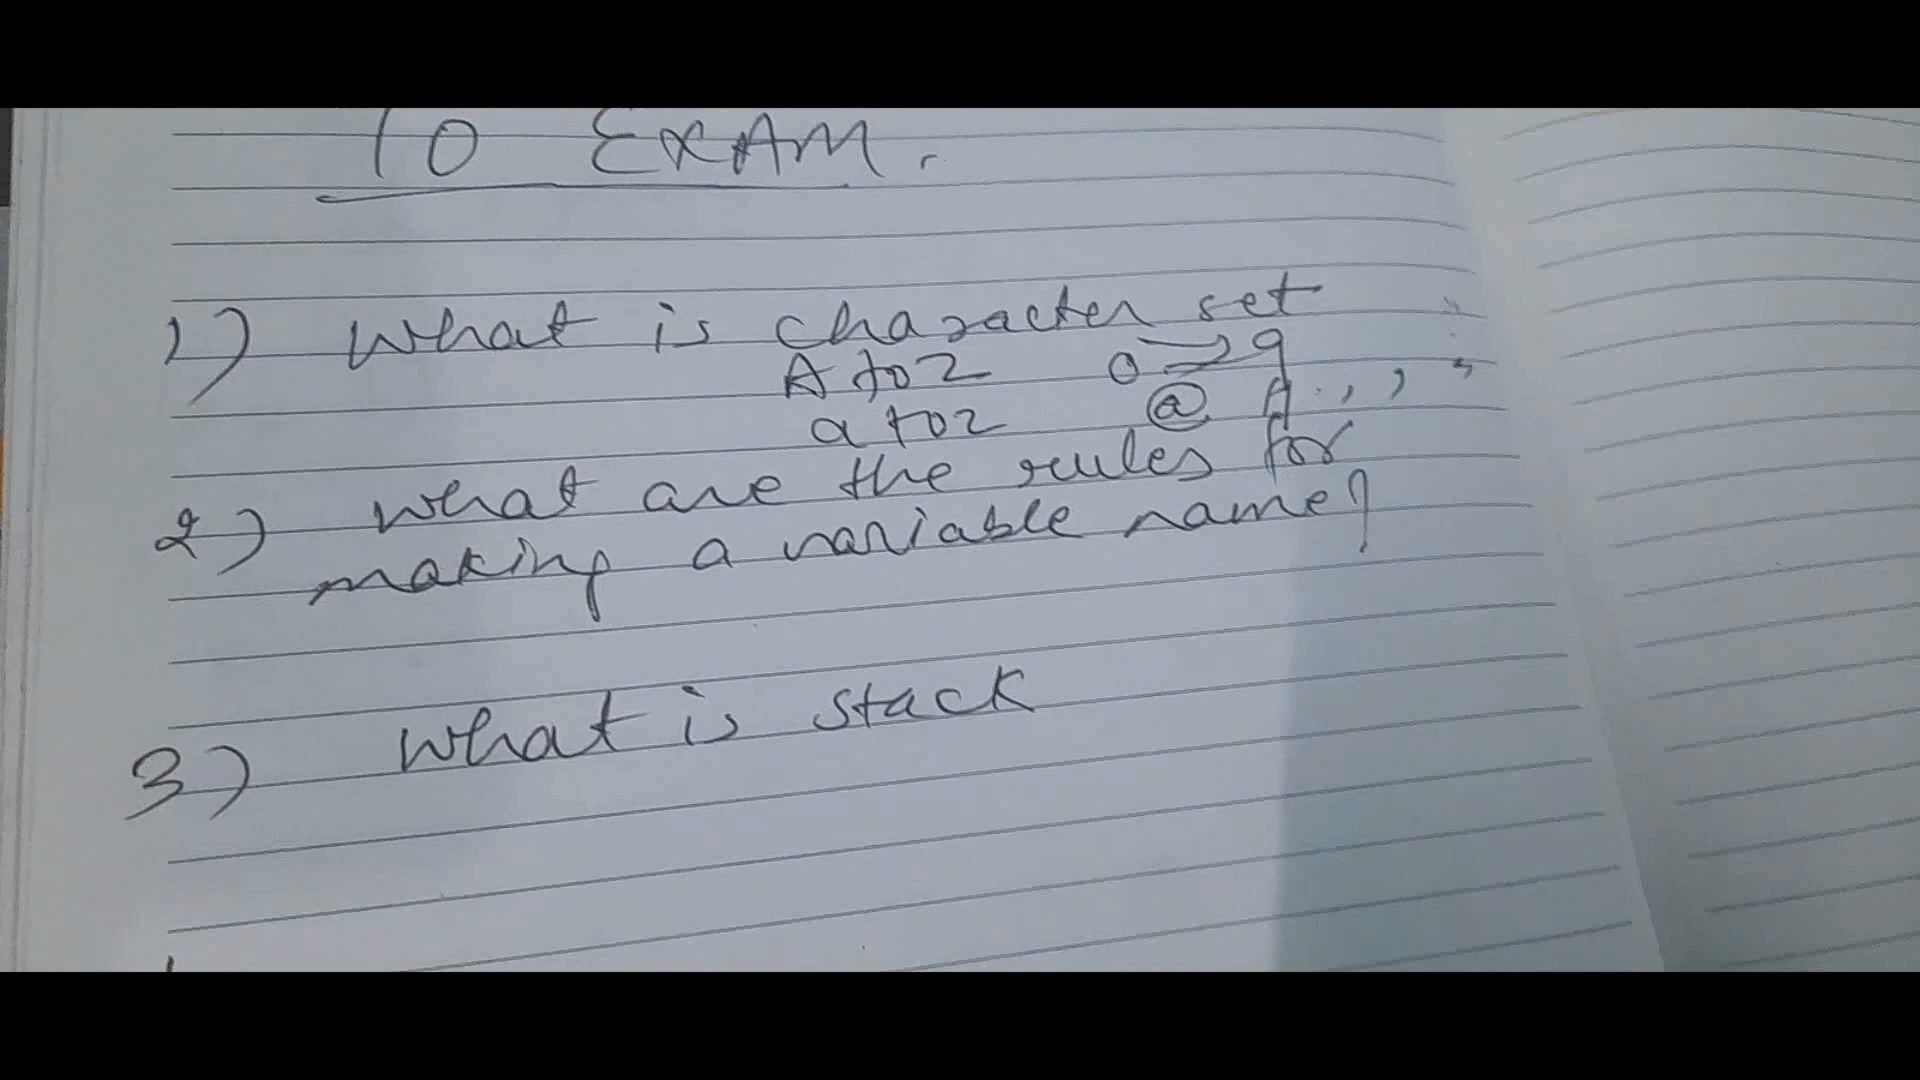 TO EXAM.
1) What is character set
A to Z 0 → 9
a to z @ # . , ,
2) What are the rules for
making a variable name?
3) What is stack